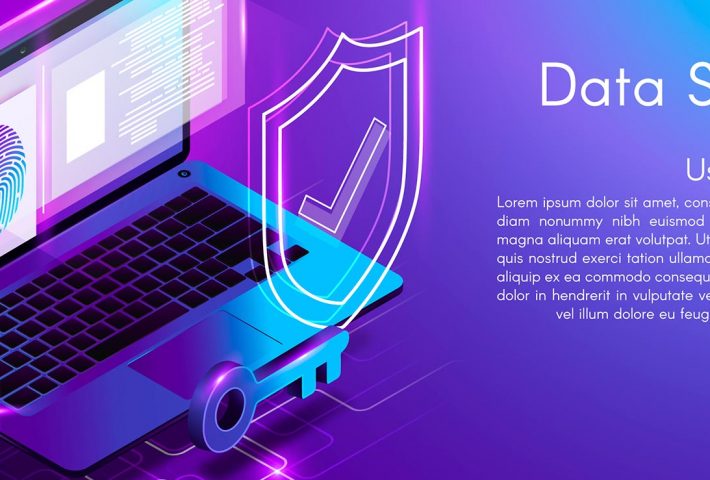 Data S
Us
Lorem ipsum dolor sit amet, cons
diam nonummy nibh euismod
magna aliquam erat volutpat. Ut
quis nostrud exerci tation ullamc
aliquip ex ea commodo consequ
dolor in hendrerit in vulputate ve
vel illum dolore eu feug